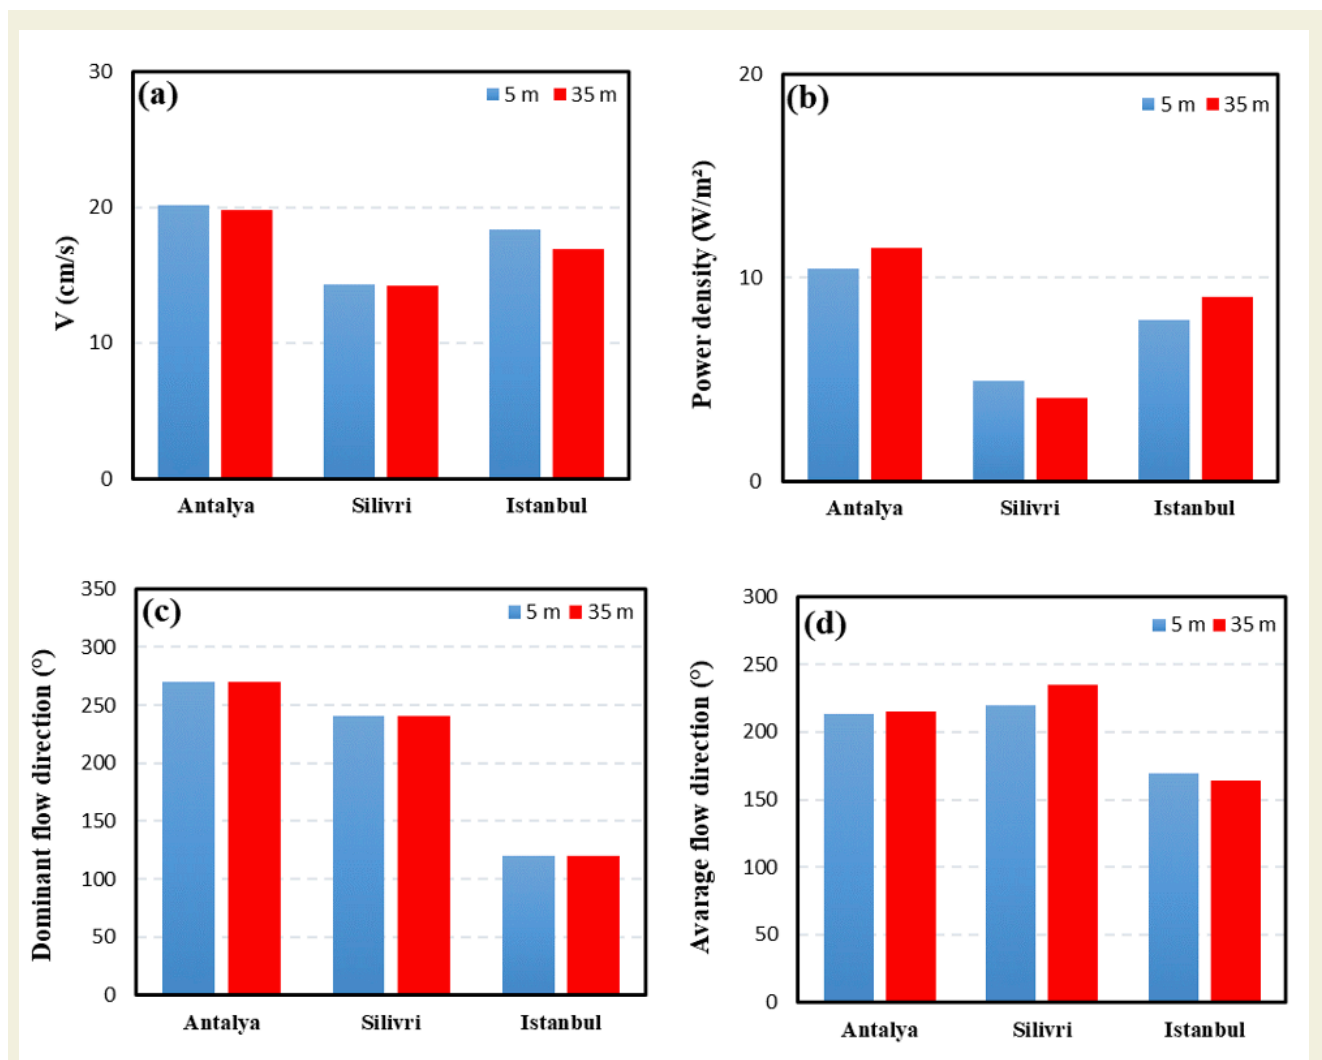 (a)
5 m 35 m
V (cm/s)
30
20
10
0
Antalya Silivri Istanbul
(b)
5 m 35 m
Power density (W/m²)
20
10
0
Antalya Silivri Istanbul
(c)
5 m 35 m
Dominant flow direction (°)
350
300
250
200
150
100
50
0
Antalya Silivri Istanbul
(d)
5 m 35 m
Avarage flow direction (°)
300
250
200
150
100
50
0
Antalya Silivri Istanbul